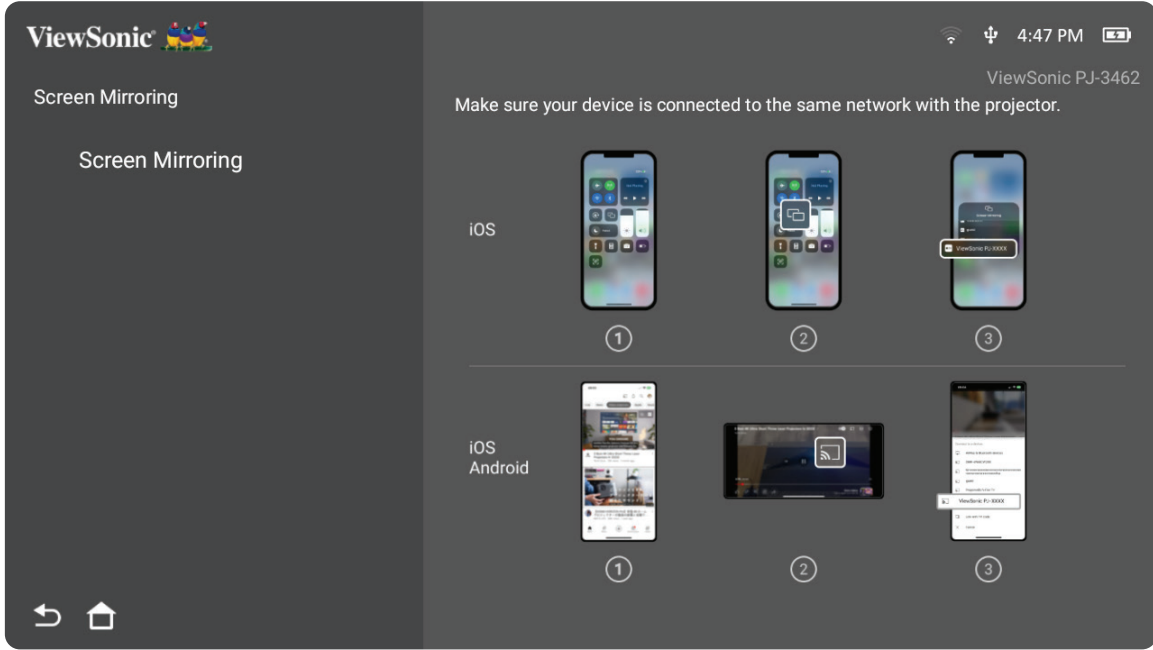 ViewSonic
4:47 PM
ViewSonic PJ-3462
Screen Mirroring
Make sure your device is connected to the same network with the projector.
Screen Mirroring
iOS
Screen Mirroring
ViewSonic PJ-XXXX
1
2
3
iOS
Android
ViewSonic PJ-XXXX
1
2
3